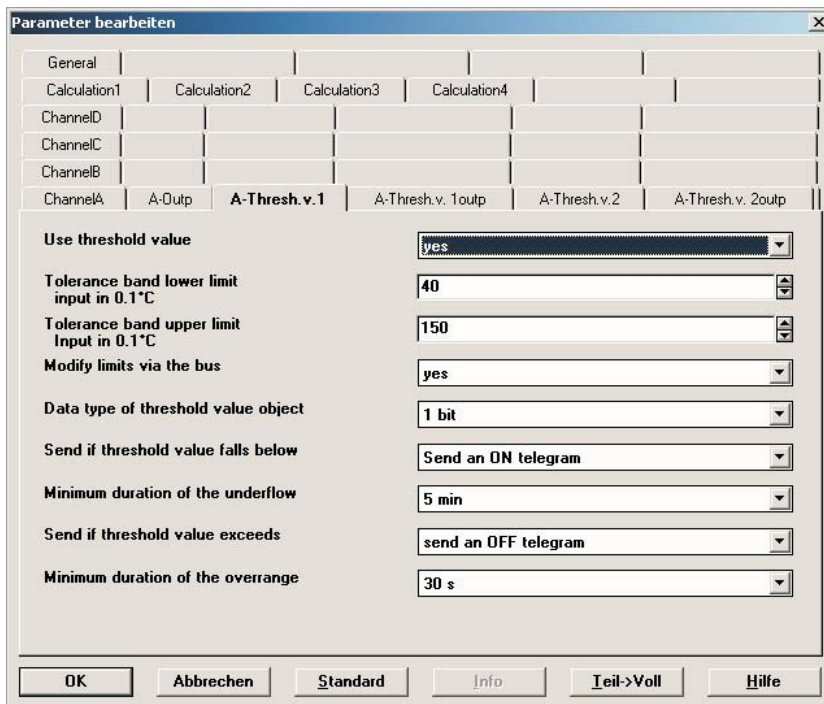 Parameter bearbeiten
General
Calculation1 Calculation2 Calculation3 Calculation4
ChannelD
ChannelC
ChannelB
ChannelA A-Outp A-Thresh.v.1 A-Thresh.v. 1outp A-Thresh.v.2 A-Thresh.v. 2outp
Use threshold value yes
Tolerance band lower limit 40
input in 0.1*C
Tolerance band upper limit 150
Input in 0.1*C
Modify limits via the bus yes
Data type of threshold value object 1 bit
Send if threshold value falls below Send an ON telegram
Minimum duration of the underflow 5 min
Send if threshold value exceeds send an OFF telegram
Minimum duration of the overrange 30 s
OK Abbrechen Standard Info Teil->Voll Hilfe